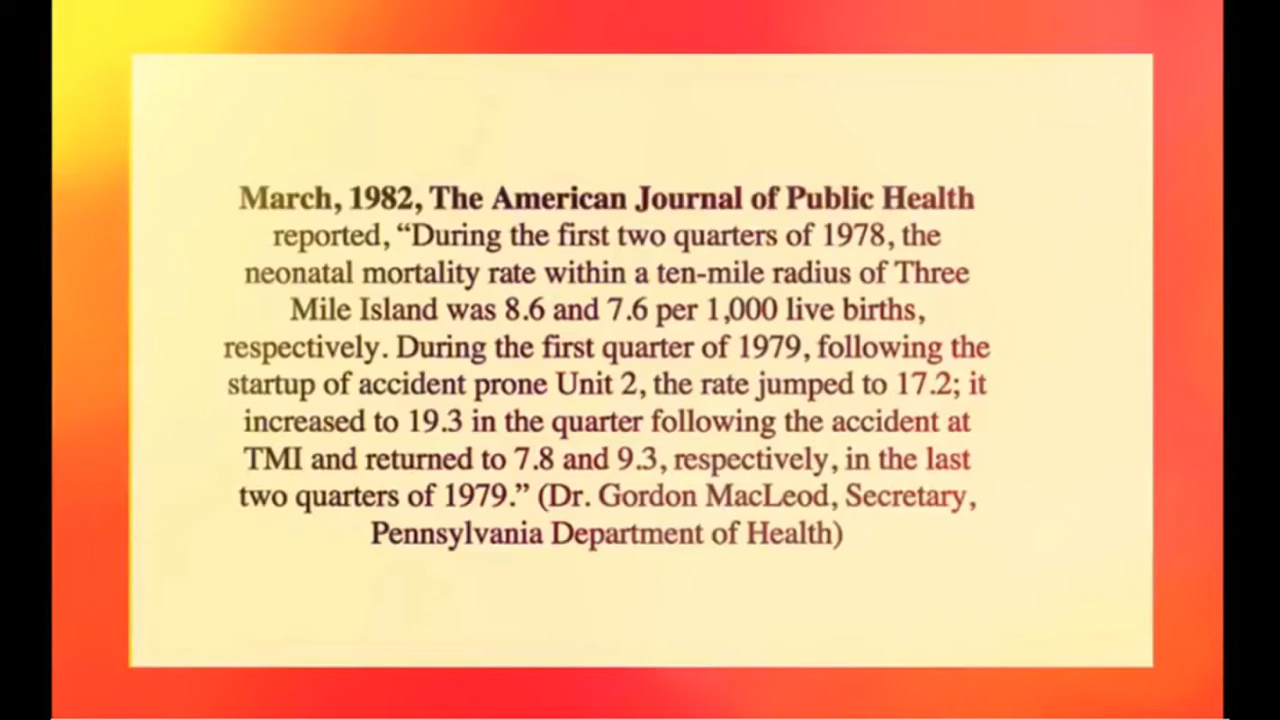 March, 1982, The American Journal of Public Health
reported, “During the first two quarters of 1978, the
neonatal mortality rate within a ten-mile radius of Three
Mile Island was 8.6 and 7.6 per 1,000 live births,
respectively. During the first quarter of 1979, following the
startup of accident prone Unit 2, the rate jumped to 17.2; it
increased to 19.3 in the quarter following the accident at
TMI and returned to 7.8 and 9.3, respectively, in the last
two quarters of 1979.” (Dr. Gordon MacLeod, Secretary,
Pennsylvania Department of Health)